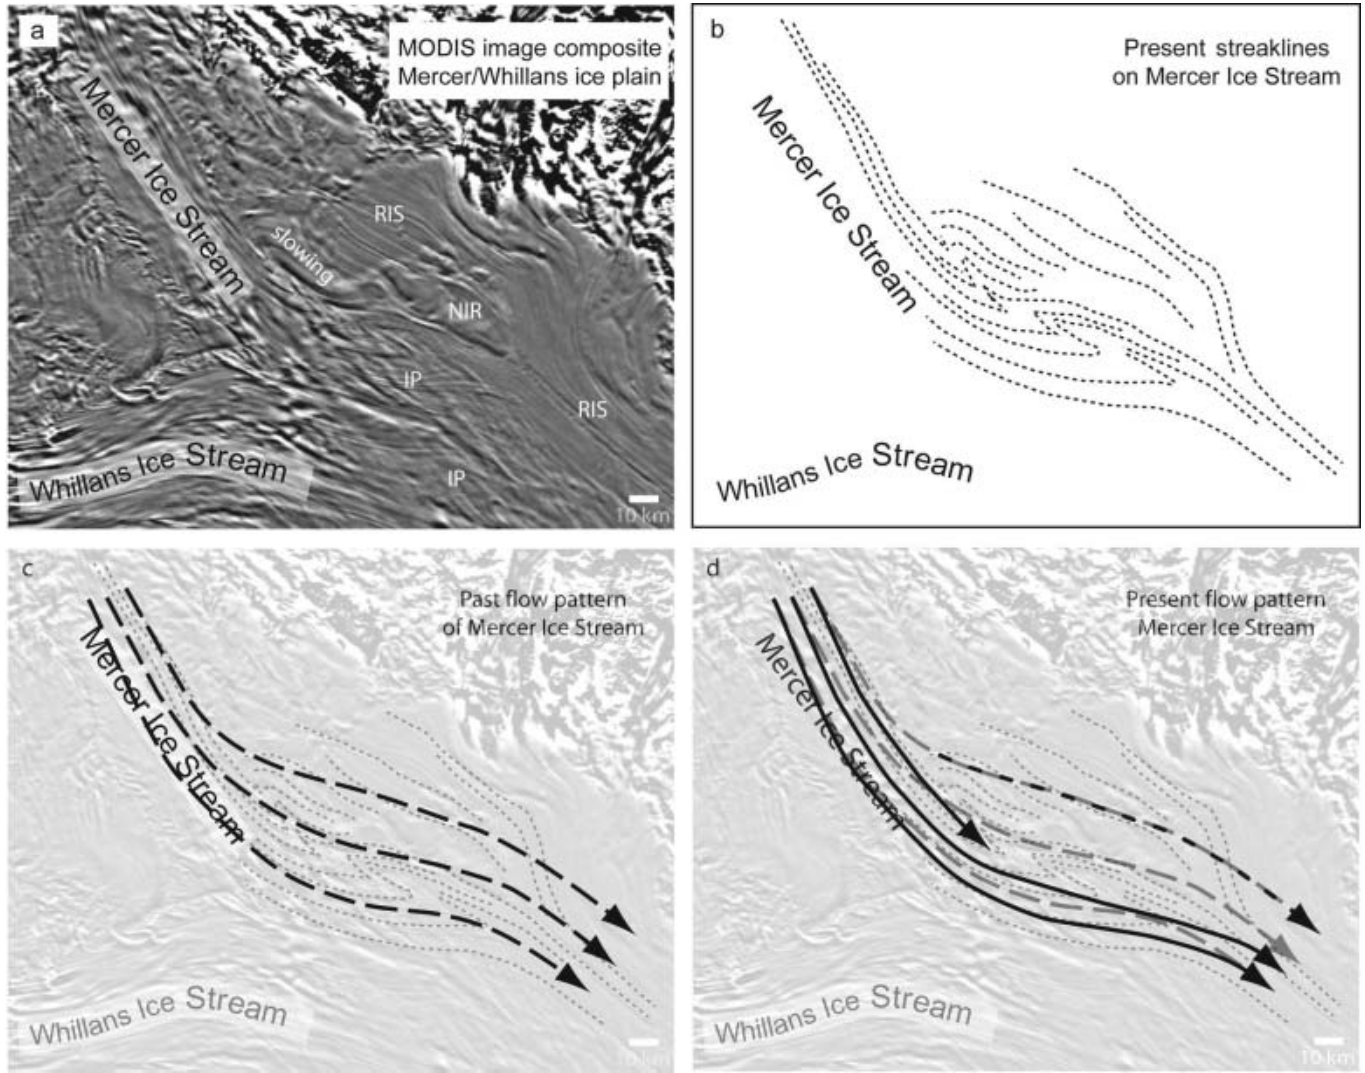 a
MODIS image composite
Mercer/Whillans ice plain
Mercer Ice Stream
RIS
slowing
NIR
IP
RIS
IP
Whillans Ice Stream
10 km
b
Present streaklines
on Mercer Ice Stream
Mercer Ice Stream
Whillans Ice Stream
c
Past flow pattern
of Mercer Ice Stream
Mercer Ice Stream
Whillans Ice Stream
10 km
d
Present flow pattern
Mercer Ice Stream
Mercer Ice Stream
Whillans Ice Stream
10 km